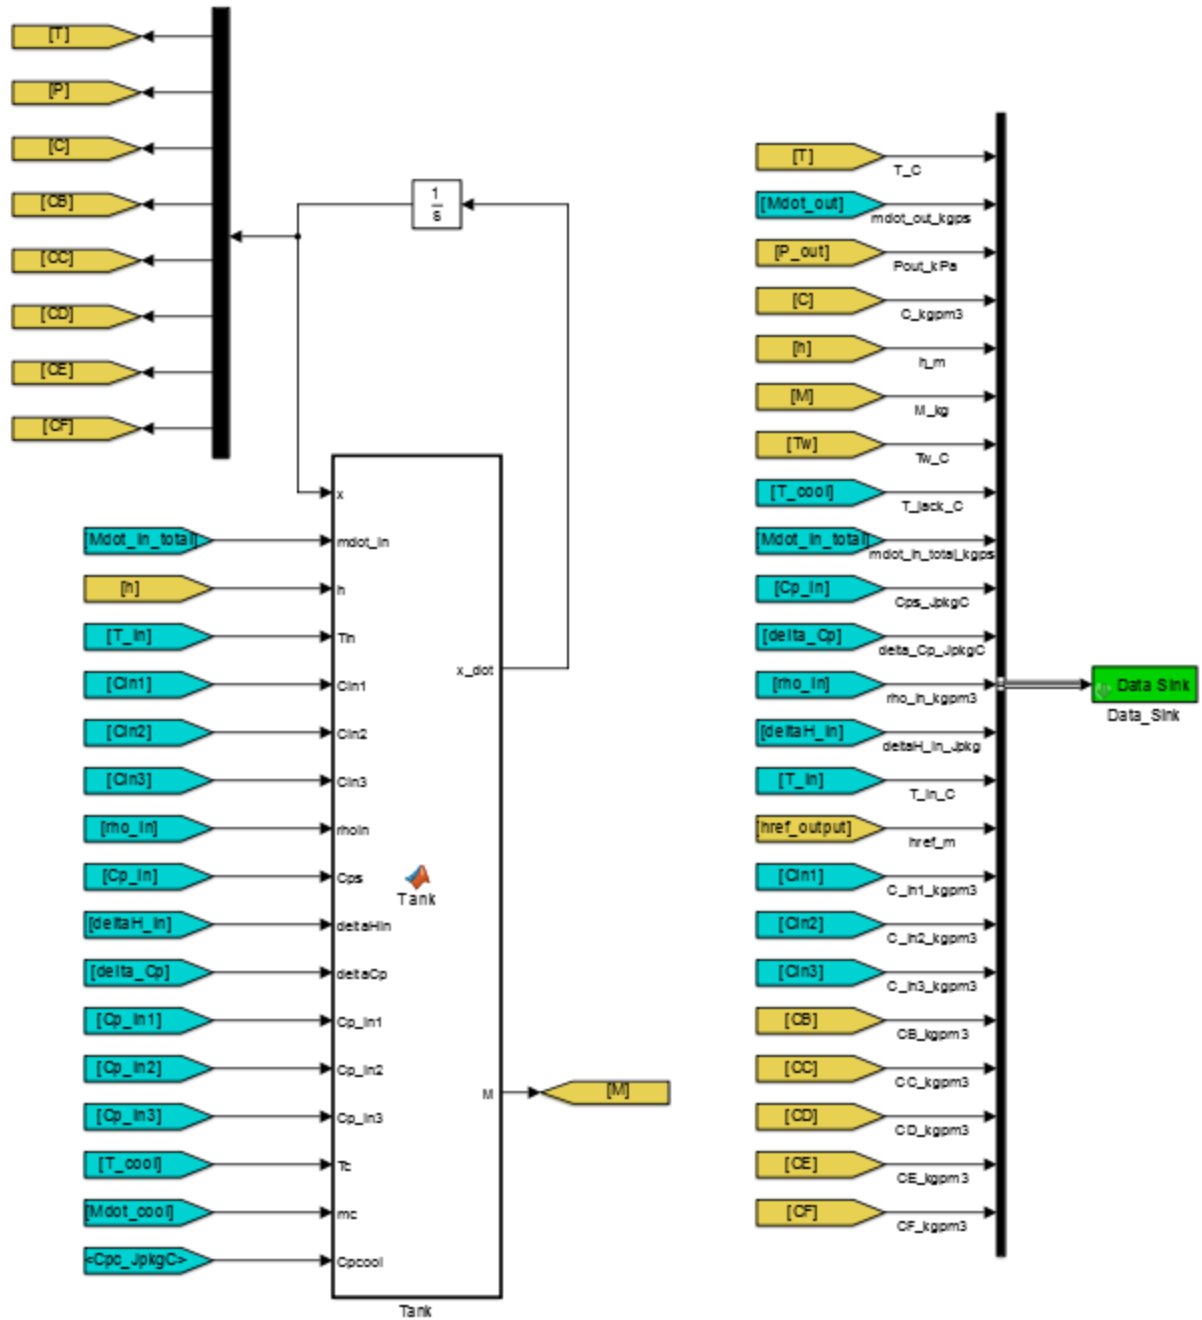 [T]
[P]
[C]
[CB]
[CC]
[CD]
[CE]
[CF]
1
s
x
[Mdot_in_total]
mdot_in
[h]
h
[T_in]
Tin
[Cin1]
Cin1
[Cin2]
Cin2
[Cin3]
Cin3
[rho_in]
rhoin
[Cp_in]
Cps
[deltaH_in]
detaHin
[delta_Cp]
detaCp
[Cp_in1]
Cp_in1
[Cp_in2]
Cp_in2
[Cp_in3]
Cp_in3
[T_cool]
Tc
[Mdot_cool]
mc
<Cpc_JpkgC>
Cpcool
x_dot
Tank
M
[M]
Tank
[T]
T_C
[Mdot_out]
mdot_out_kgps
[P_out]
Pout_kPa
[C]
C_kgpm3
[h]
h_m
[M]
M_kg
[Tw]
Tw_C
[T_cool]
T_jack_C
[Mdot_in_total]
mdot_in_total_kgps
[Cp_in]
Cps_JpkgC
[delta_Cp]
delta_Cp_JpkgC
[rho_in]
rho_in_kgpm3
[deltaH_in]
detaH_in_Jpkg
[T_in]
T_in_C
[href_output]
href_m
[Cin1]
C_in1_kgpm3
[Cin2]
C_in2_kgpm3
[Cin3]
C_in3_kgpm3
[CB]
CB_kgpm3
[CC]
CC_kgpm3
[CD]
CD_kgpm3
[CE]
CE_kgpm3
[CF]
CF_kgpm3
Data Sink
Data_Sink